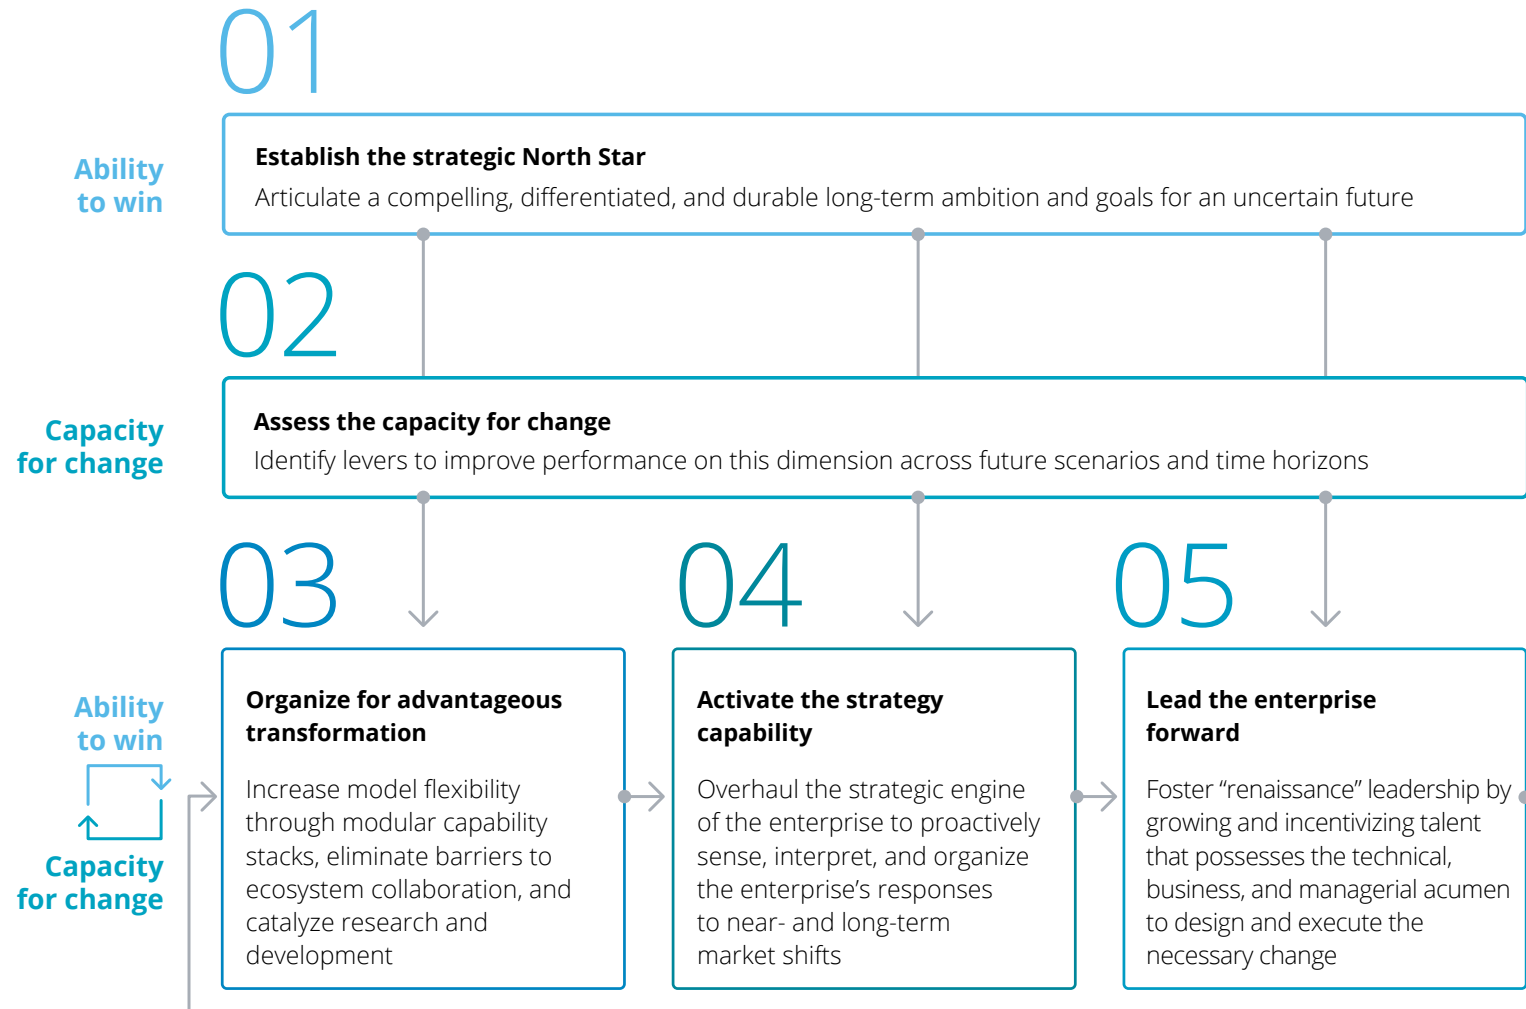 01
Ability
to win
Establish the strategic North Star
Articulate a compelling, differentiated, and durable long-term ambition and goals for an uncertain future
02
Capacity
for change
Assess the capacity for change
Identify levers to improve performance on this dimension across future scenarios and time horizons
03
04
05
Ability
to win
Capacity
for change
Organize for advantageous
transformation
Increase model flexibility
through modular capability
stacks, eliminate barriers to
ecosystem collaboration, and
catalyze research and
development
Activate the strategy
capability
Overhaul the strategic engine
of the enterprise to proactively
sense, interpret, and organize
the enterprise’s responses
to near- and long-term
market shifts
Lead the enterprise
forward
Foster “renaissance” leadership by
growing and incentivizing talent
that possesses the technical,
business, and managerial acumen
to design and execute the
necessary change